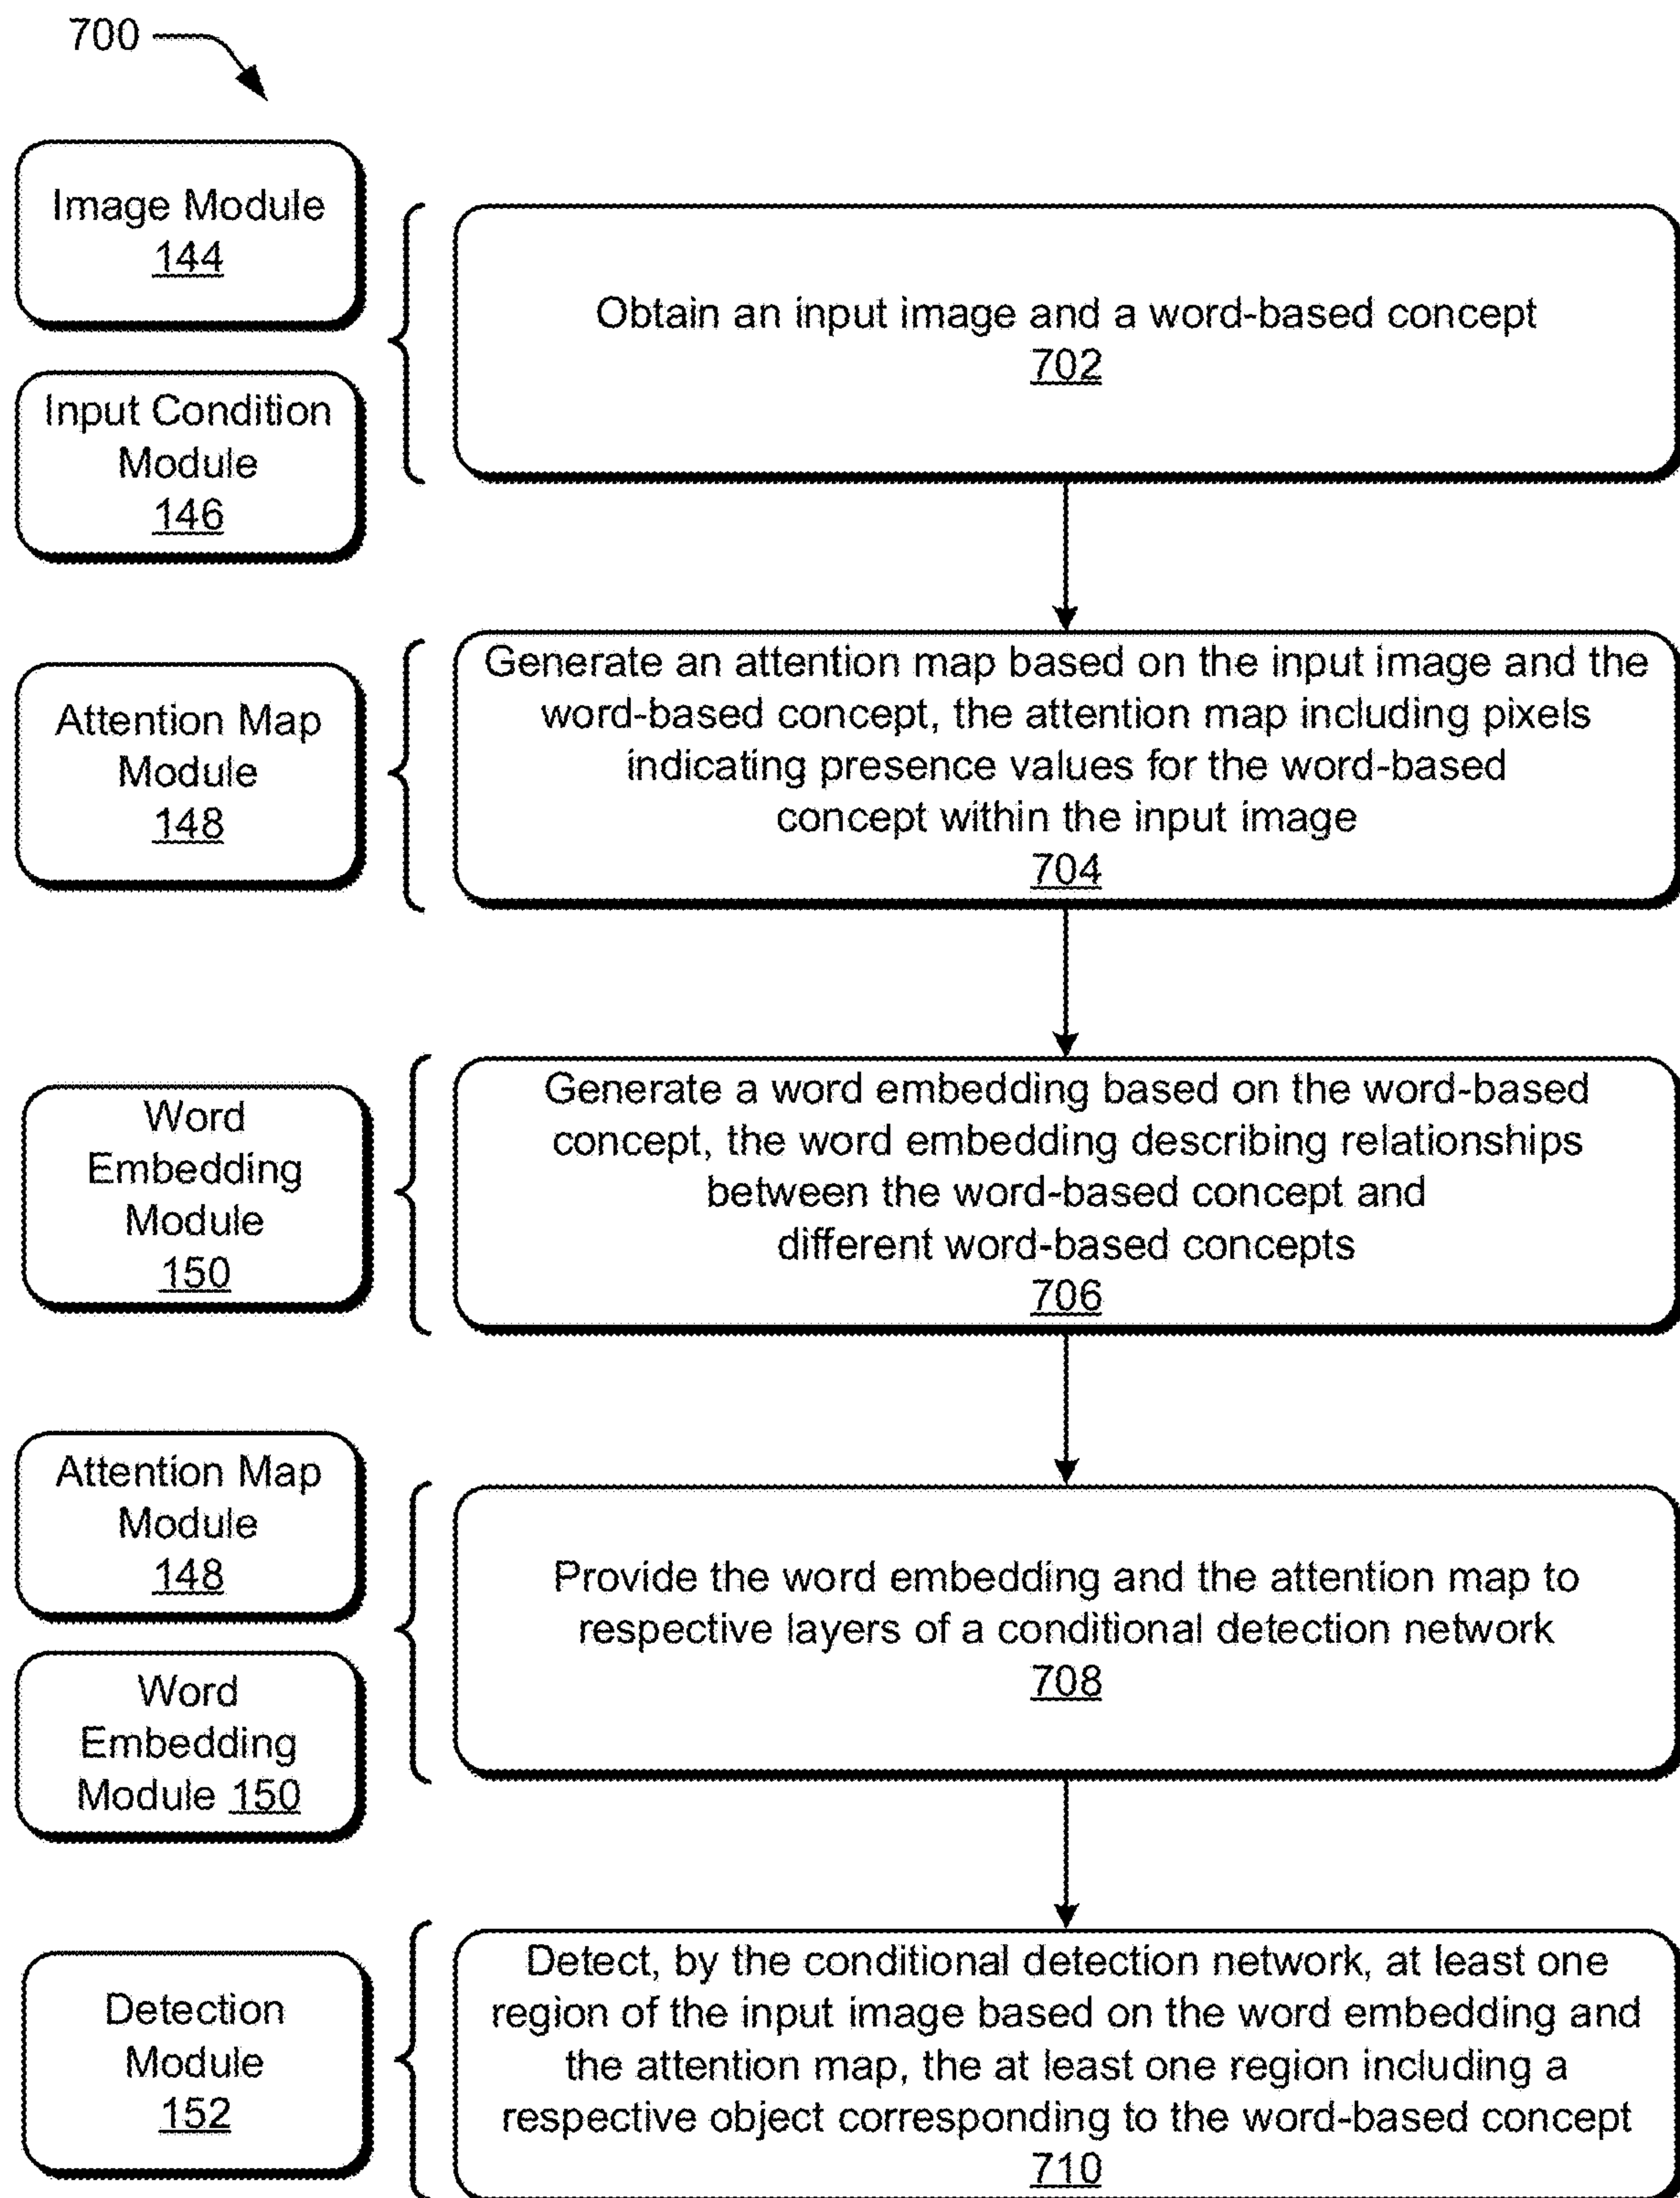 700
Image Module
144
Input Condition
Module
146
Obtain an input image and a word-based concept
702
Attention Map
Module
148
Generate an attention map based on the input image and the
word-based concept, the attention map including pixels
indicating presence values for the word-based
concept within the input image
704
Word
Embedding
Module
150
Generate a word embedding based on the word-based
concept, the word embedding describing relationships
between the word-based concept and
different word-based concepts
706
Attention Map
Module
148
Word
Embedding
Module 150
Provide the word embedding and the attention map to
respective layers of a conditional detection network
708
Detection
Module
152
Detect, by the conditional detection network, at least one
region of the input image based on the word embedding and
the attention map, the at least one region including a
respective object corresponding to the word-based concept
710